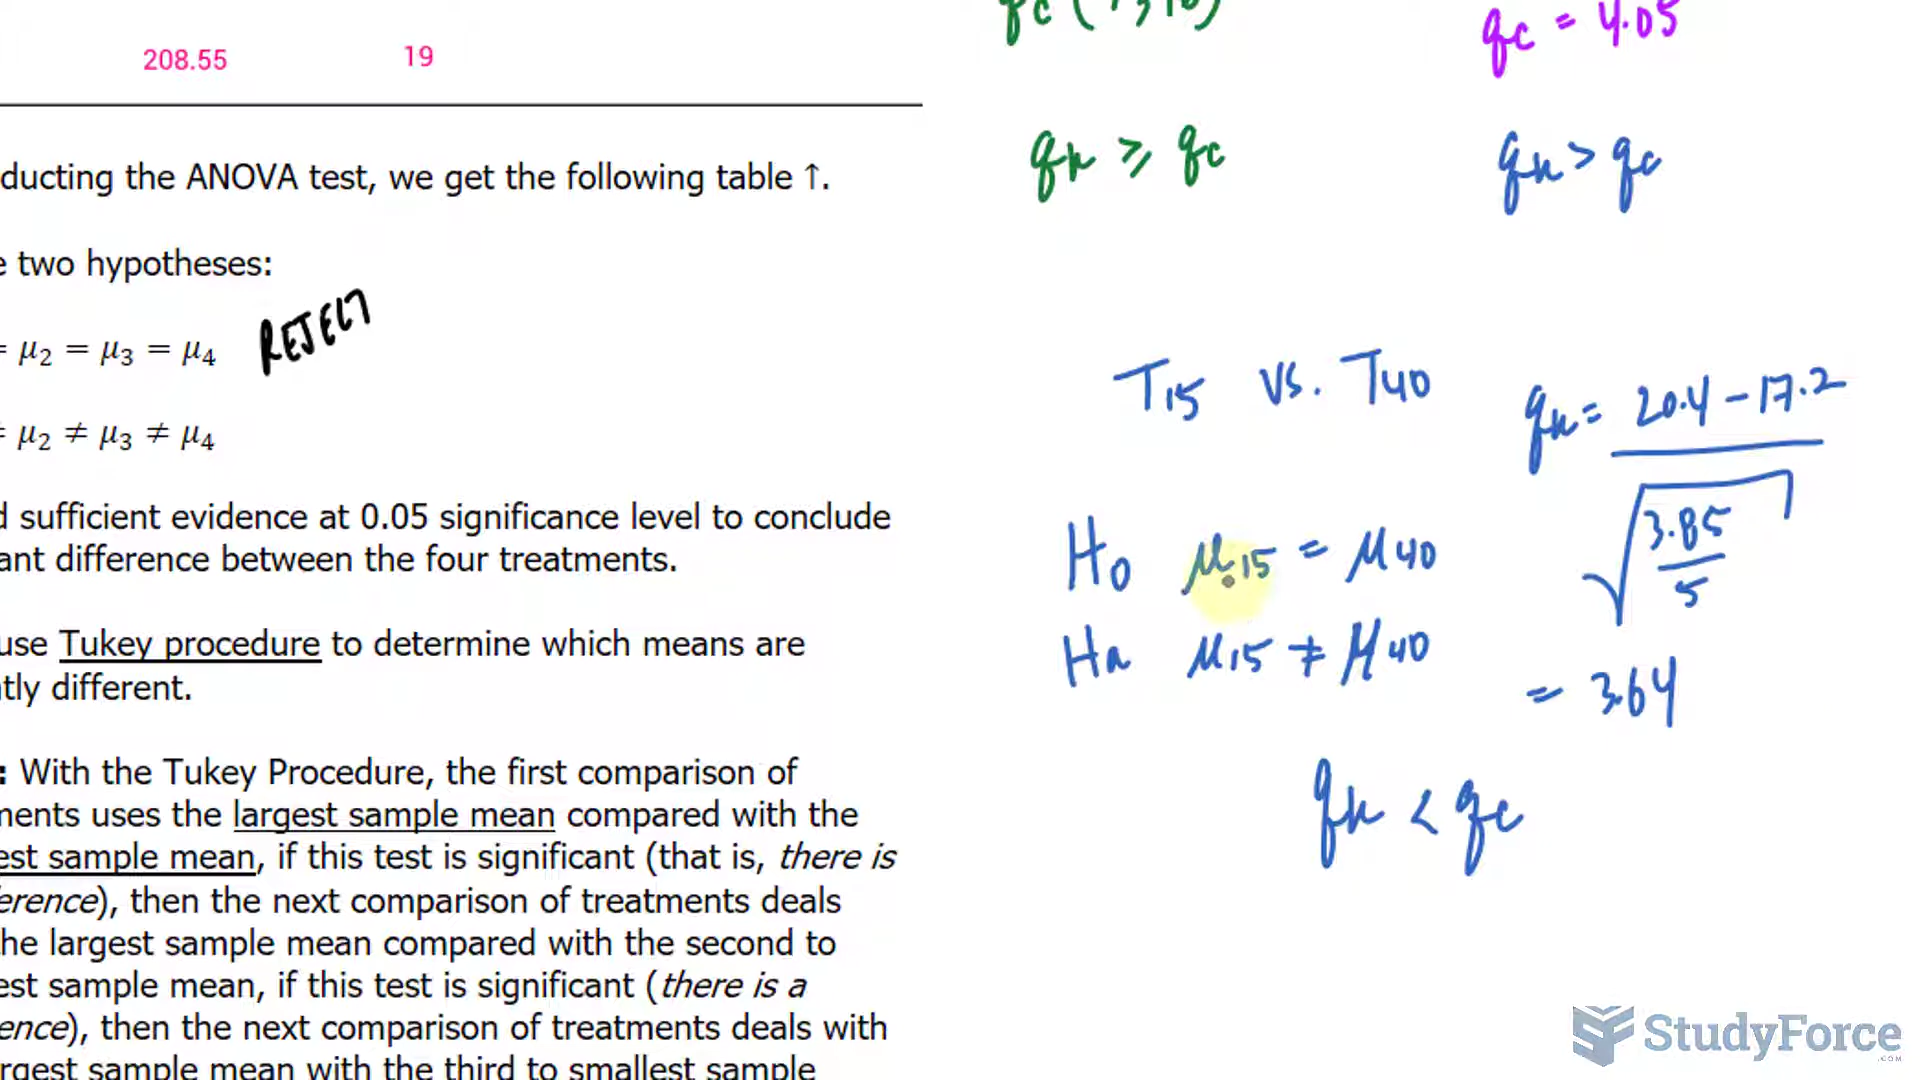 208.55 19
ducting the ANOVA test, we get the following table ↑.
e two hypotheses:
= μ2 = μ3 = μ4 REJECT
≠ μ2 ≠ μ3 ≠ μ4
d sufficient evidence at 0.05 significance level to conclude
ant difference between the four treatments.
use Tukey procedure to determine which means are
tly different.
: With the Tukey Procedure, the first comparison of
ments uses the largest sample mean compared with the
est sample mean, if this test is significant (that is, there is
erence), then the next comparison of treatments deals
he largest sample mean compared with the second to
est sample mean, if this test is significant (there is a
ence), then the next comparison of treatments deals with
argest sample mean with the third to smallest sample
qc = 4.05
qk ≥ qc
qk > qc
T15 vs. T40
qk = 20.4 - 17.2
√ 3.85
5
H0 μ15 = μ40
Ha μ15 ≠ μ40
= 3.64
qk < qc
StudyForce
.COM